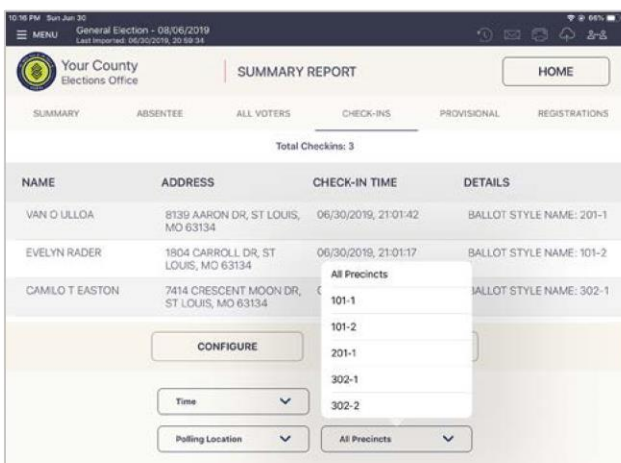 10:16 PM Sun Jun 30
66%
MENU
General Election - 08/06/2019
Last Imported: 06/30/2019, 20:59:34
Your County
Elections Office
SUMMARY REPORT
HOME
SUMMARY ABSENTEE ALL VOTERS CHECK-INS PROVISIONAL REGISTRATIONS
Total Checkins: 3
NAME ADDRESS CHECK-IN TIME DETAILS
VAN O ULLOA 8139 AARON DR, ST LOUIS, 06/30/2019, 21:01:42 BALLOT STYLE NAME: 201-1
MO 63134
EVELYN RADER 1804 CARROLL DR, ST 06/30/2019, 21:01:17 BALLOT STYLE NAME: 101-2
LOUIS, MO 63134
CAMILO T EASTON 7414 CRESCENT MOON DR, BALLOT STYLE NAME: 302-1
ST LOUIS, MO 63134
All Precincts
101-1
101-2
201-1
302-1
302-2
CONFIGURE
Time
Polling Location
All Precincts